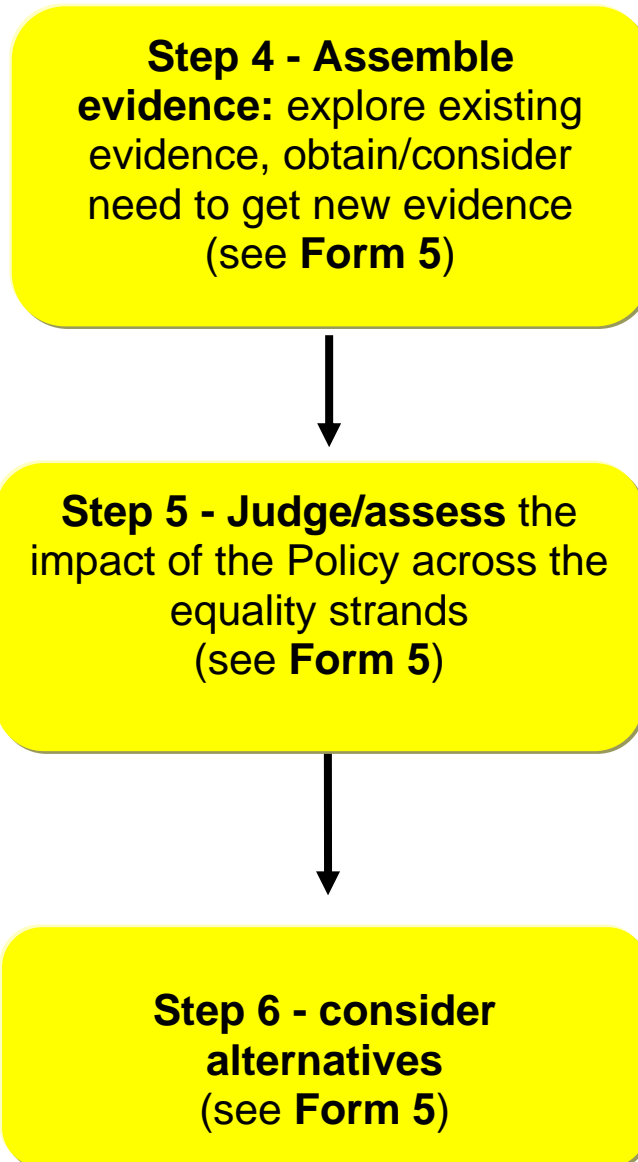 Step 4 - Assemble
evidence: explore existing
evidence, obtain/consider
need to get new evidence
(see Form 5)
Step 5 - Judge/assess the
impact of the Policy across the
equality strands
(see Form 5)
Step 6 - consider
alternatives
(see Form 5)